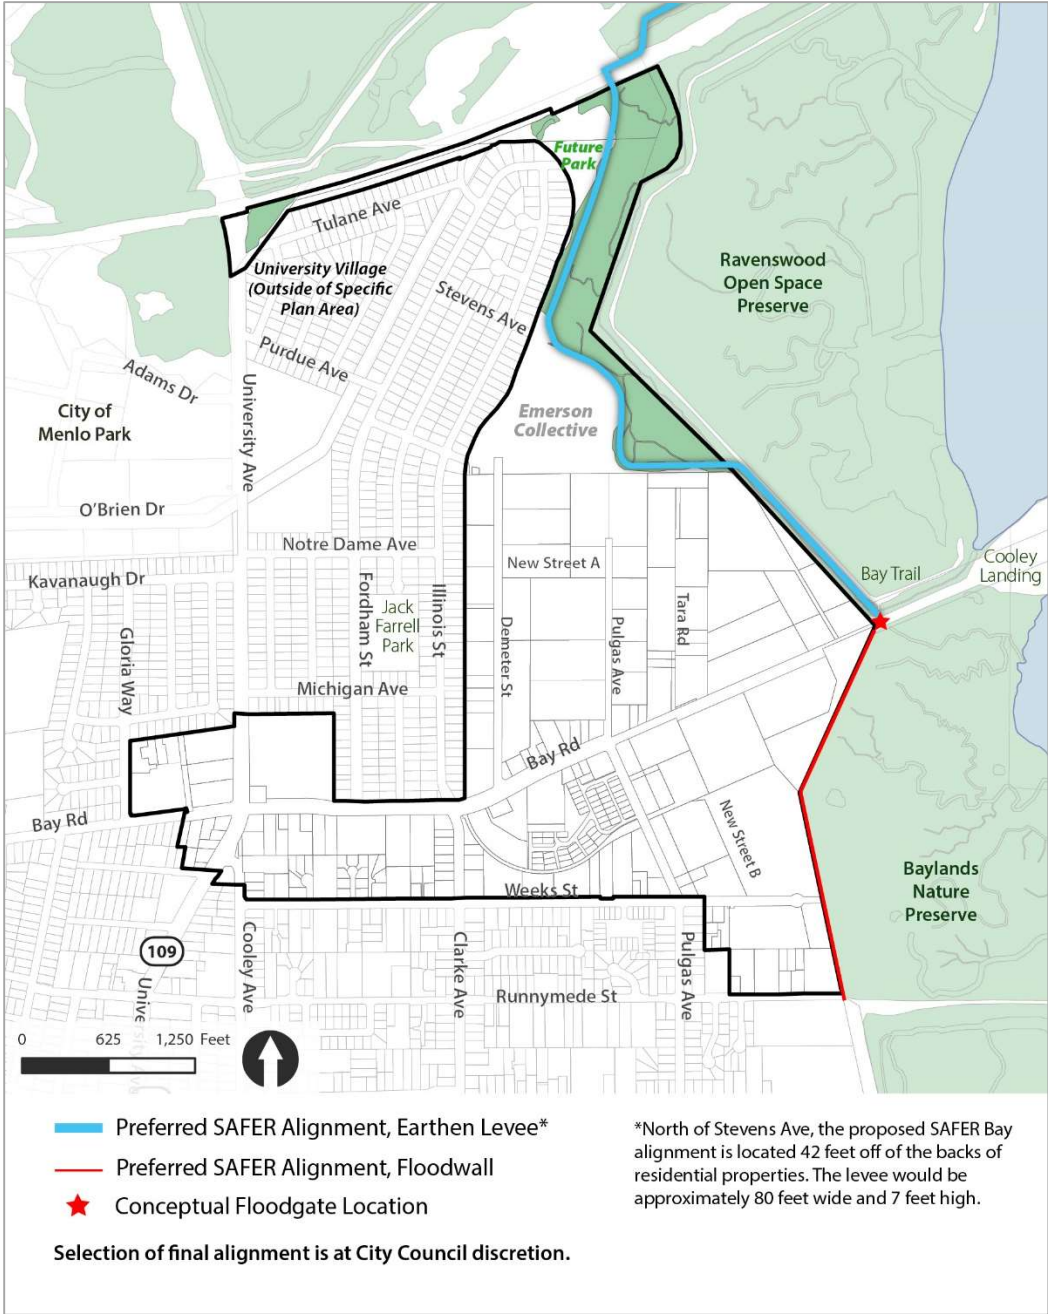 Future
Park
Tulane Ave
University Village
(Outside of Specific
Plan Area)
Ravenswood
Open Space
Preserve
Stevens Ave
Purdue Ave
Adams Dr
City of
Menlo Park
University Ave
Emerson
Collective
O'Brien Dr
Notre Dame Ave
New Street A
Kavanaugh Dr
Bay Trail
Cooley
Landing
Fordham St
Jack
Farrell
Park
Illinois St
Demeter St
Pulgas Ave
Tara Rd
Gloria Way
Michigan Ave
Bay Rd
Bay Rd
New Street B
Weeks St
Baylands
Nature
Preserve
109
Cooley Ave
Clarke Ave
Pulgas Ave
Runnymede St
University Ave
0 625 1,250 Feet
Preferred SAFER Alignment, Earthen Levee*
Preferred SAFER Alignment, Floodwall
Conceptual Floodgate Location
*North of Stevens Ave, the proposed SAFER Bay
alignment is located 42 feet off of the backs of
residential properties. The levee would be
approximately 80 feet wide and 7 feet high.
Selection of final alignment is at City Council discretion.